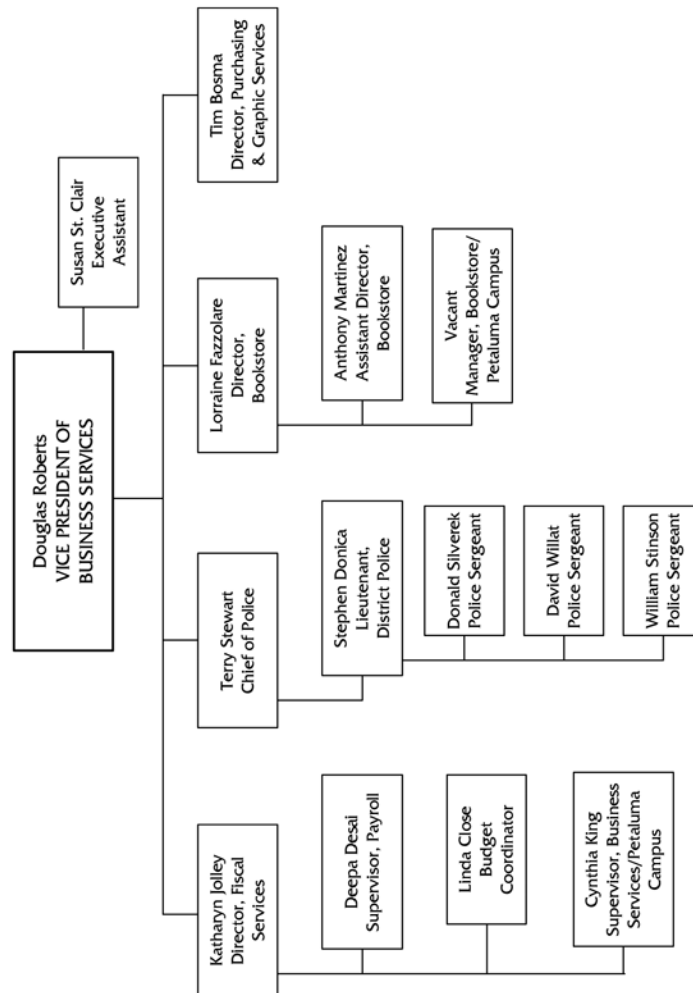 Douglas Roberts
VICE PRESIDENT OF
BUSINESS SERVICES
Susan St. Clair
Executive
Assistant
Katharyn Jolley
Director, Fiscal
Services
Deepa Desai
Supervisor, Payroll
Linda Close
Budget
Coordinator
Cynthia King
Supervisor, Business
Services/Petaluma
Campus
Terry Stewart
Chief of Police
Stephen Donica
Lieutenant,
District Police
Donald Silverek
Police Sergeant
David Willat
Police Sergeant
William Stinson
Police Sergeant
Lorraine Fazzolare
Director,
Bookstore
Anthony Martinez
Assistant Director,
Bookstore
Vacant
Manager, Bookstore/
Petaluma Campus
Tim Bosma
Director, Purchasing
& Graphic Services